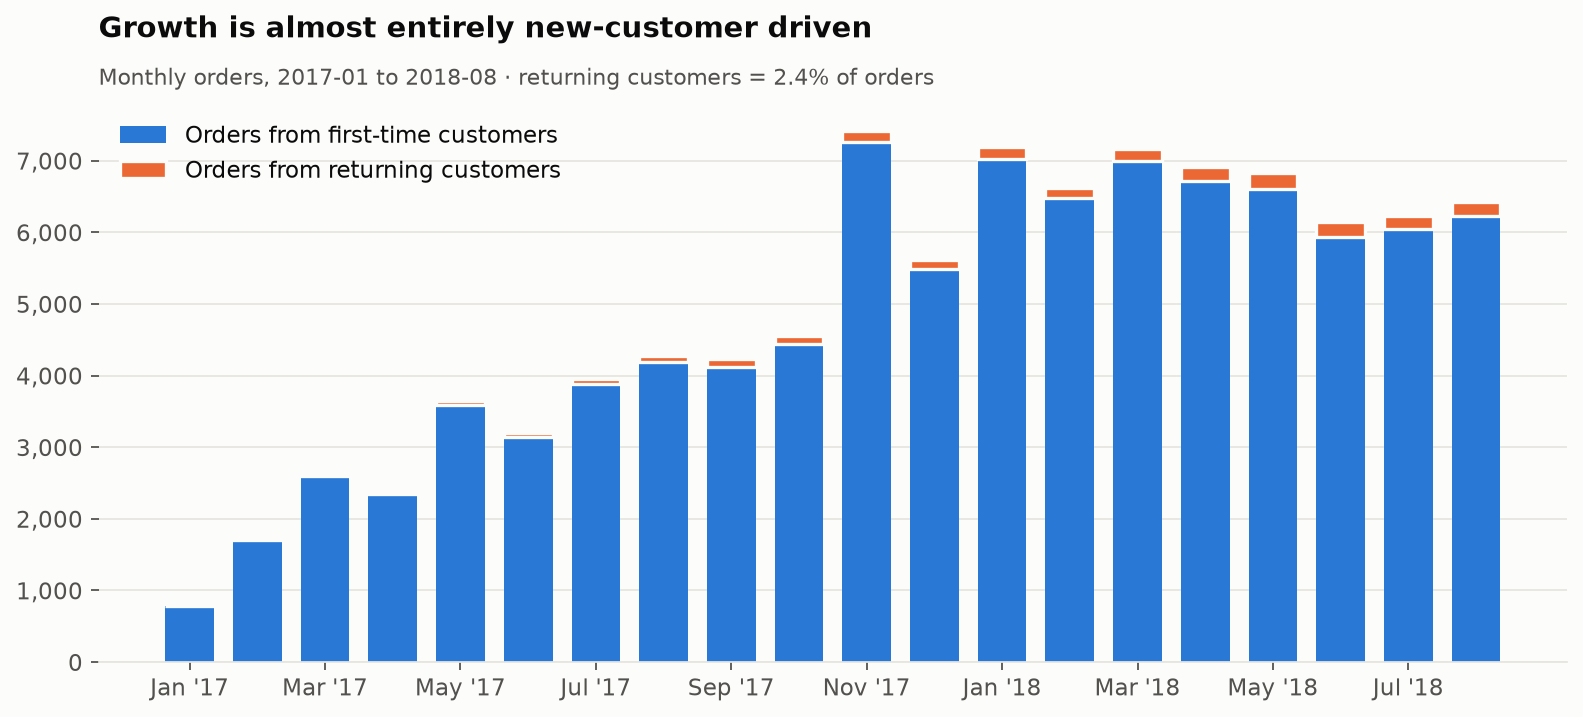 Growth is almost entirely new-customer driven
Monthly orders, 2017-01 to 2018-08 · returning customers = 2.4% of orders
Orders from first-time customers
Orders from returning customers
7,000
6,000
5,000
4,000
3,000
2,000
1,000
0
Jan '17 Mar '17 May '17 Jul '17 Sep '17 Nov '17 Jan '18 Mar '18 May '18 Jul '18